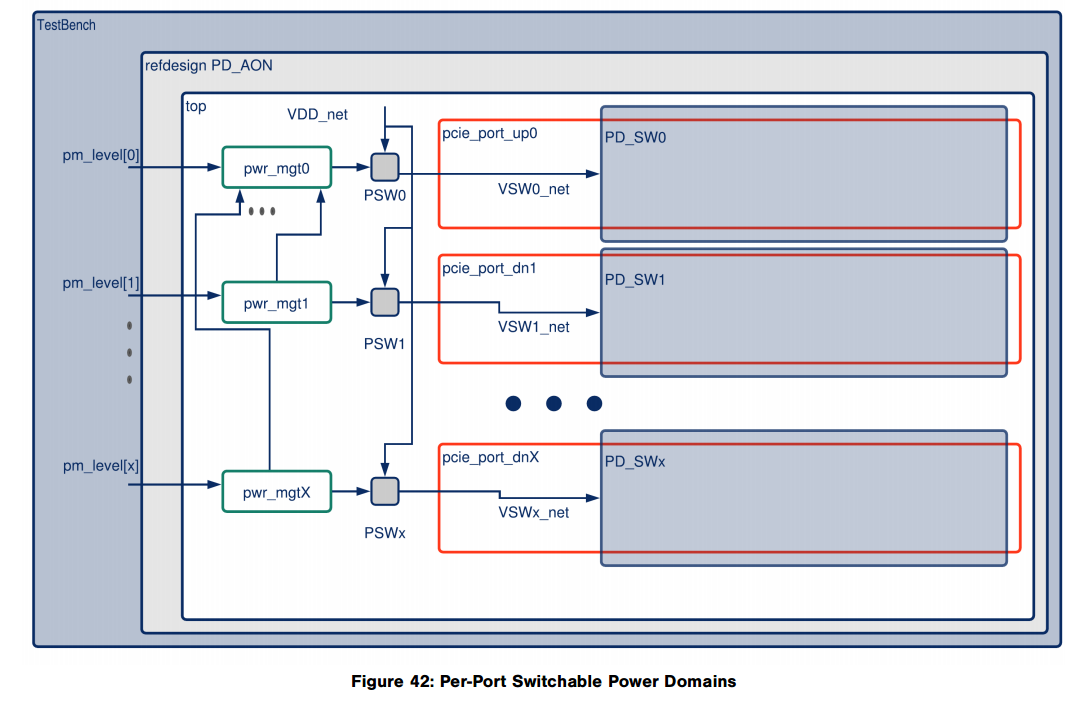 TestBench
refdesign PD_AON
top
VDD_net
pm_level[0]
pwr_mgt0
PSW0
pcie_port_up0
PD_SW0
VSW0_net
pm_level[1]
pwr_mgt1
PSW1
pcie_port_dn1
PD_SW1
VSW1_net
pm_level[x]
pwr_mgtX
PSWx
pcie_port_dnX
PD_SWx
VSWx_net
Figure 42: Per-Port Switchable Power Domains